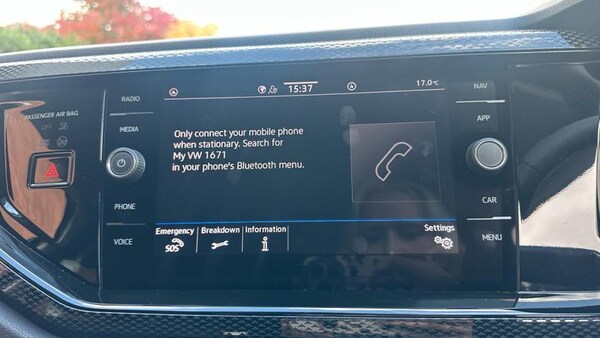 PASSENGER AIR BAG
OFF
RADIO
MEDIA
PHONE
VOICE
15:37
17.0°C
Only connect your mobile phone
when stationary. Search for
My VW 1671
in your phone's Bluetooth menu.
Emergency
SOS
Breakdown
Information
i
Settings
NAV
APP
CAR
MENU